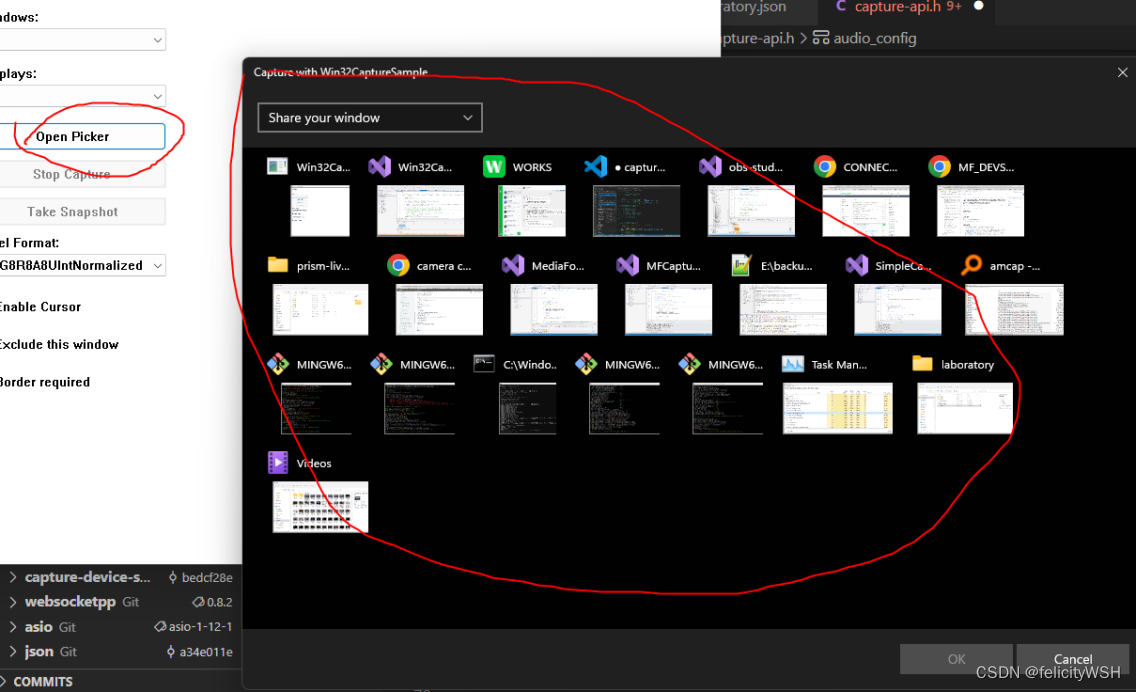 ndows:
ratory.json
capture-api.h 9+
pture-api.h > audio_config
plays:
Capture with Win32CaptureSample
Share your window
Open Picker
Stop Capture
Take Snapshot
el Format:
G8R8A8UIntNormalized
Enable Cursor
Exclude this window
Border required
Win32Ca...
Win32Ca...
WORKS
● captur...
obs-stud...
CONNEC...
MF_DEVS...
prism-liv...
camera c...
MediaFo...
MFCaptu...
E:\backu...
SimpleCa...
amcap -...
MINGW6...
MINGW6...
C:\Windo...
MINGW6...
MINGW6...
Task Man...
laboratory
Videos
capture-device-s... bedcf28e
websocketpp Git 0.8.2
asio Git asio-1-12-1
json Git a34e011e
COMMITS
OK
Cancel
CSDN @felicityWSH